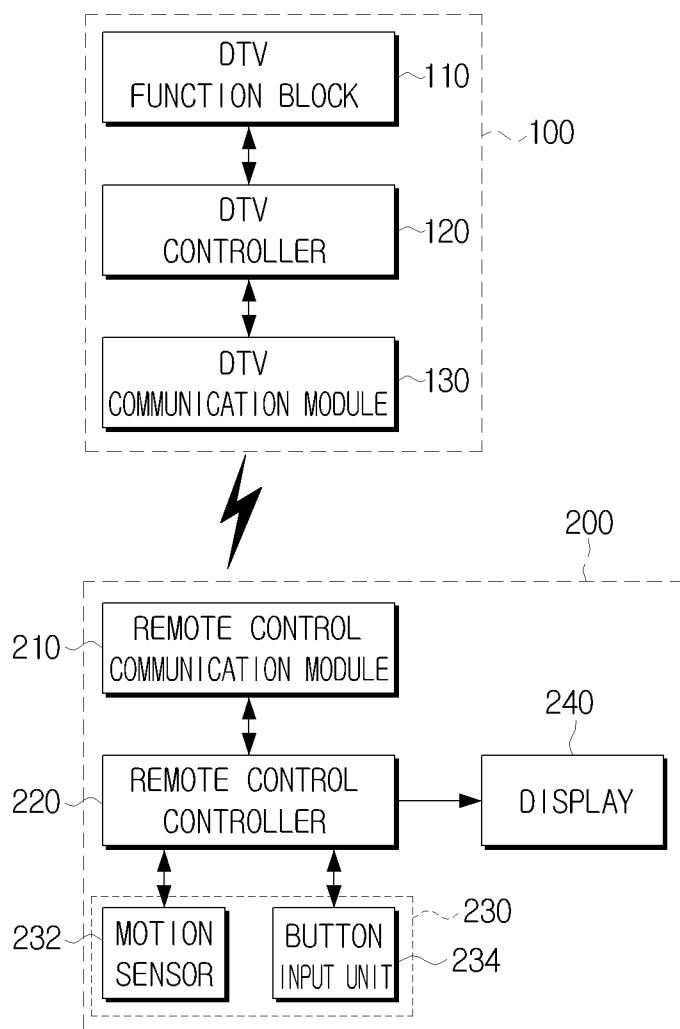 DTV
FUNCTION BLOCK
110
100
DTV
CONTROLLER
120
DTV
COMMUNICATION MODULE
130
200
REMOTE CONTROL
COMMUNICATION MODULE
210
240
REMOTE CONTROL
CONTROLLER
220
DISPLAY
230
232
MOTION
SENSOR
BUTTON
INPUT UNIT
234